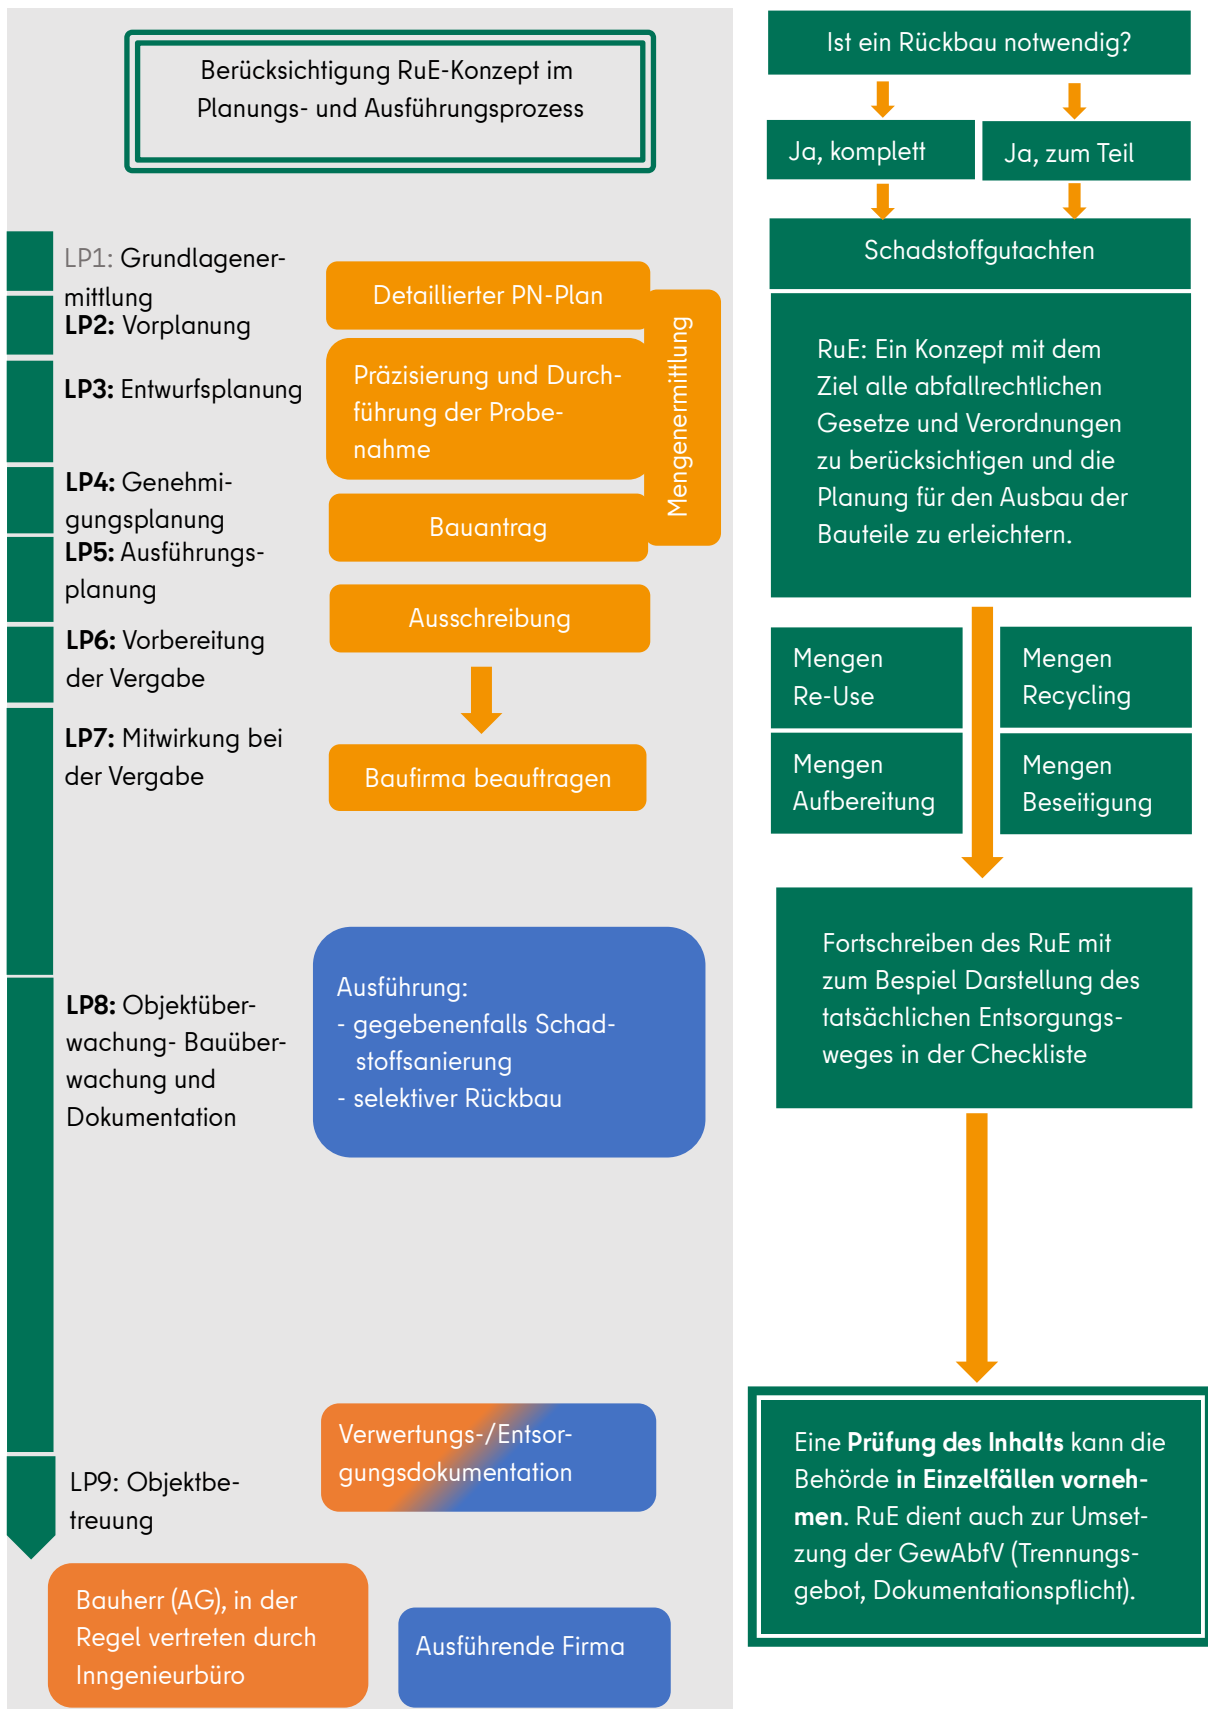 Berücksichtigung RuE-Konzept im
Planungs- und Ausführungsprozess
LP1: Grundlagener-
mittlung
LP2: Vorplanung
LP3: Entwurfsplanung
LP4: Genehmi-
gungsplanung
LP5: Ausführungs-
planung
LP6: Vorbereitung
der Vergabe
LP7: Mitwirkung bei
der Vergabe
LP8: Objektüber-
wachung- Bauüber-
wachung und
Dokumentation
LP9: Objektbe-
treuung
Detaillierter PN-Plan
Präzisierung und Durch-
führung der Probe-
nahme
Bauantrag
Mengenermittlung
Ausschreibung
Baufirma beauftragen
Ausführung:
- gegebenenfalls Schad-
stoffsanierung
- selektiver Rückbau
Verwertungs-/Entsor-
gungsdokumentation
Bauherr (AG), in der
Regel vertreten durch
Inngenieurbüro
Ausführende Firma
Ist ein Rückbau notwendig?
Ja, komplett
Ja, zum Teil
Schadstoffgutachten
RuE: Ein Konzept mit dem
Ziel alle abfallrechtlichen
Gesetze und Verordnungen
zu berücksichtigen und die
Planung für den Ausbau der
Bauteile zu erleichtern.
Mengen
Re-Use
Mengen
Recycling
Mengen
Aufbereitung
Mengen
Beseitigung
Fortschreiben des RuE mit
zum Bespiel Darstellung des
tatsächlichen Entsorgungs-
weges in der Checkliste
Eine Prüfung des Inhalts kann die
Behörde in Einzelfällen vorneh-
men. RuE dient auch zur Umset-
zung der GewAbfV (Trennungs-
gebot, Dokumentationspflicht).